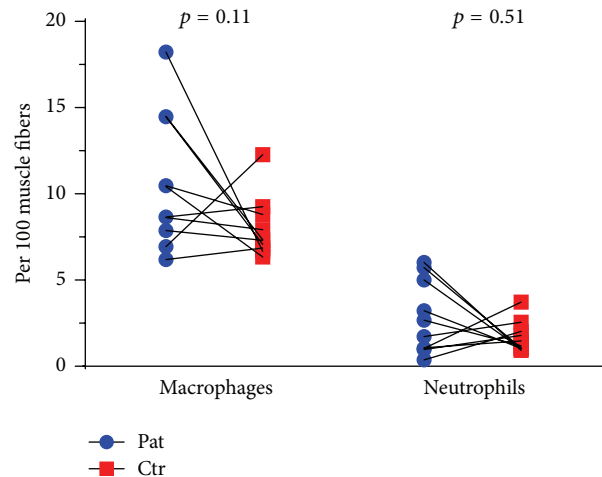 p = 0.11
p = 0.51
20
15
10
5
0
Per 100 muscle fibers
Macrophages
Neutrophils
Pat
Ctr